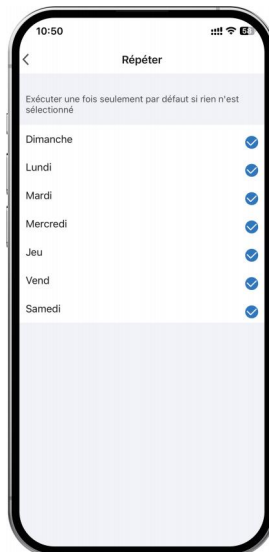 10:50
Répéter
Exécuter une fois seulement par défaut si rien n'est
sélectionné
Dimanche
Lundi
Mardi
Mercredi
Jeu
Vend
Samedi